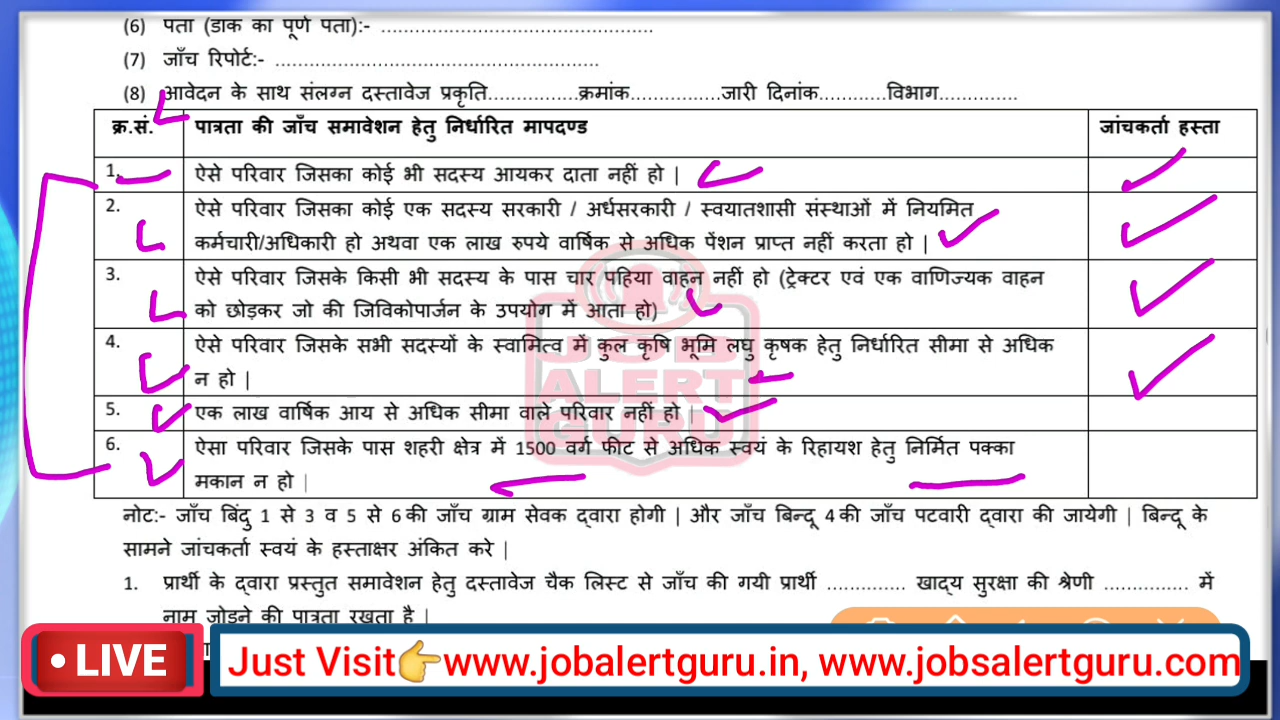 (6) पता (डाक का पूर्ण पता):- ................................................
(7) जाँच रिपोर्ट:- .........................................................
(8) आवेदन के साथ संलग्न दस्तावेज प्रकृति................क्रमांक................जारी दिनांक............विभाग..............
क्र.सं. पात्रता की जाँच समावेशन हेतु निर्धारित मापदण्ड जांचकर्ता हस्ता
1. ऐसे परिवार जिसका कोई भी सदस्य आयकर दाता नहीं हो |
2. ऐसे परिवार जिसका कोई एक सदस्य सरकारी / अर्धसरकारी / स्वयातशासी संस्थाओं में नियमित
कर्मचारी/अधिकारी हो अथवा एक लाख रुपये वार्षिक से अधिक पेंशन प्राप्त नहीं करता हो |
3. ऐसे परिवार जिसके किसी भी सदस्य के पास चार पहिया वाहन नहीं हो (ट्रेक्टर एवं एक वाणिज्यक वाहन
को छोड़कर जो की जिविकोपार्जन के उपयोग में आता हो)
4. ऐसे परिवार जिसके सभी सदस्यों के स्वामित्व में कुल कृषि भूमि लघु कृषक हेतु निर्धारित सीमा से अधिक
न हो |
5. एक लाख वार्षिक आय से अधिक सीमा वाले परिवार नहीं हो |
6. ऐसा परिवार जिसके पास शहरी क्षेत्र में 1500 वर्ग फीट से अधिक स्वयं के रिहायश हेतु निर्मित पक्का
मकान न हो |
JOB
ALERT
GURU
नोट:- जाँच बिंदु 1 से 3 व 5 से 6 की जाँच ग्राम सेवक द्वारा होगी | और जाँच बिन्दू 4 की जाँच पटवारी द्वारा की जायेगी | बिन्दू के
सामने जांचकर्ता स्वयं के हस्ताक्षर अंकित करे |
1. प्रार्थी के द्वारा प्रस्तुत समावेशन हेतु दस्तावेज चैक लिस्ट से जाँच की गयी प्रार्थी .............. खाद्य सुरक्षा की श्रेणी ............... में
नाम जोड़ने की पात्रता रखता है |
• LIVE
Just Visit👉www.jobalertguru.in, www.jobsalertguru.com